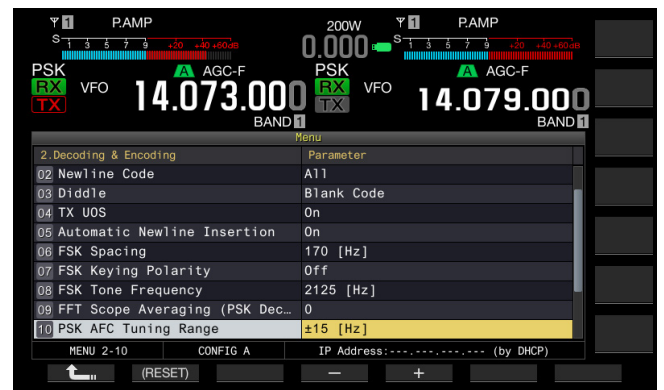 1 P.AMP 200W 1 P.AMP
S 1 3 5 7 9 +20 +40 +60dB 0.000 S 1 3 5 7 9 +20 +40 +60dB
PSK A AGC-F PSK A AGC-F
RX VFO 14.073.000 RX VFO 14.079.000
TX TX
BAND 1 BAND 1
Menu
2.Decoding & Encoding Parameter
02 Newline Code All
03 Diddle Blank Code
04 TX UOS On
05 Automatic Newline Insertion On
06 FSK Spacing 170 [Hz]
07 FSK Keying Polarity Off
08 FSK Tone Frequency 2125 [Hz]
09 FFT Scope Averaging (PSK Dec... 0
10 PSK AFC Tuning Range ±15 [Hz]
MENU 2-10 CONFIG A IP Address:---.---.---.--- (by DHCP)
(RESET) − +